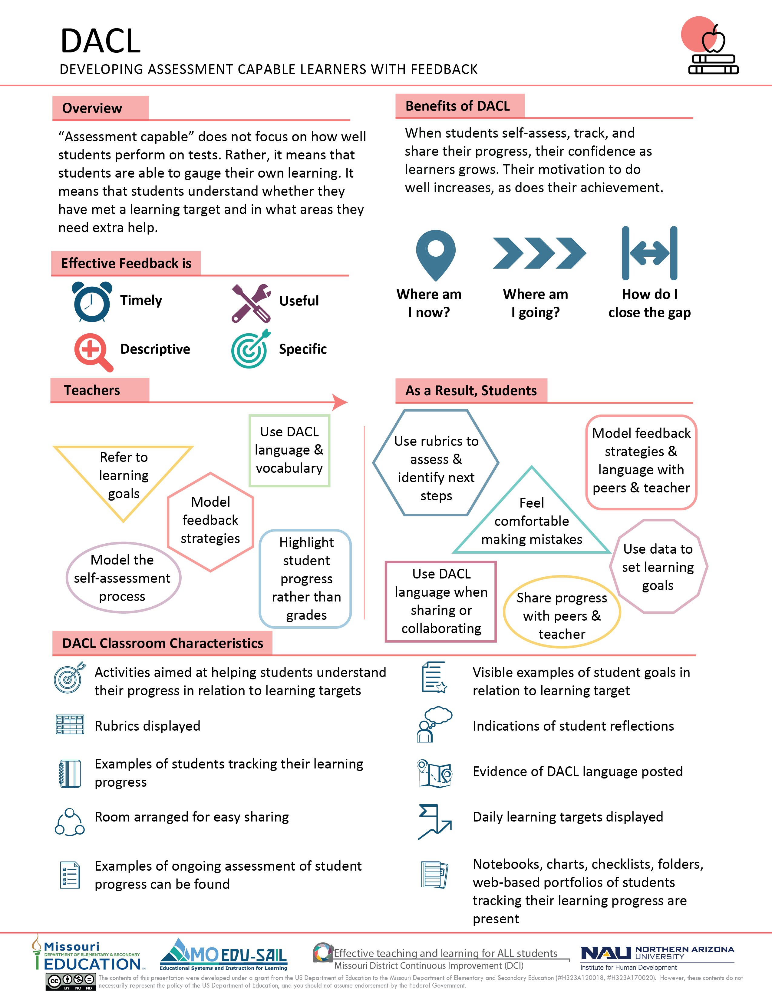 DACL
DEVELOPING ASSESSMENT CAPABLE LEARNERS WITH FEEDBACK
Overview
“Assessment capable” does not focus on how well
students perform on tests. Rather, it means that
students are able to gauge their own learning. It
means that students understand whether they
have met a learning target and in what areas they
need extra help.
Benefits of DACL
When students self-assess, track, and
share their progress, their confidence as
learners grows. Their motivation to do
well increases, as does their achievement.
Where am
I now?
Where am
I going?
How do I
close the gap
Effective Feedback is
Timely
Useful
Descriptive
Specific
Teachers
Refer to
learning
goals
Use DACL
language &
vocabulary
Model
feedback
strategies
Model the
self-assessment
process
Highlight
student
progress
rather than
grades
As a Result, Students
Use rubrics to
assess &
identify next
steps
Model feedback
strategies &
language with
peers & teacher
Feel
comfortable
making mistakes
Use data to
set learning
goals
Use DACL
language when
sharing or
collaborating
Share progress
with peers &
teacher
DACL Classroom Characteristics
Activities aimed at helping students understand
their progress in relation to learning targets
Rubrics displayed
Examples of students tracking their learning
progress
Room arranged for easy sharing
Examples of ongoing assessment of student
progress can be found
Visible examples of student goals in
relation to learning target
Indications of student reflections
Evidence of DACL language posted
Daily learning targets displayed
Notebooks, charts, checklists, folders,
web-based portfolios of students
tracking their learning progress are
present
Missouri
DEPARTMENT OF ELEMENTARY & SECONDARY
EDUCATION™
MO EDU-SAIL
Educational Systems and Instruction for Learning
Effective teaching and learning for ALL students
Missouri District Continuous Improvement (DCI)
NAU NORTHERN ARIZONA
UNIVERSITY
Institute for Human Development
cc
BY NC ND
The contents of this presentation were developed under a grant from the US Department of Education to the Missouri Department of Elementary and Secondary Education (#H323A120018, #H323A170020). However, these contents do not
necessarily represent the policy of the US Department of Education, and you should not assume endorsement by the Federal Government.